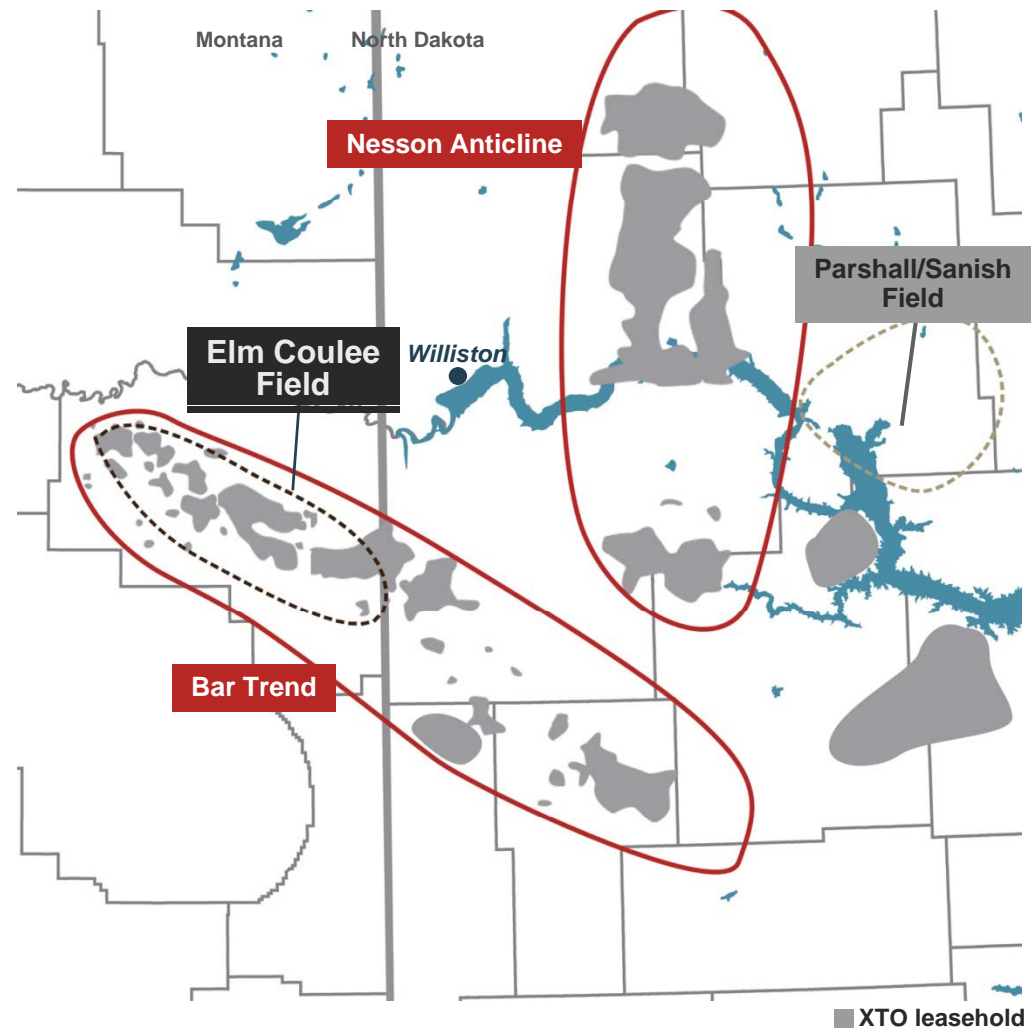 Montana
North Dakota
Nesson Anticline
Parshall/Sanish
Field
Elm Coulee
Field
Williston
Bar Trend
XTO leasehold